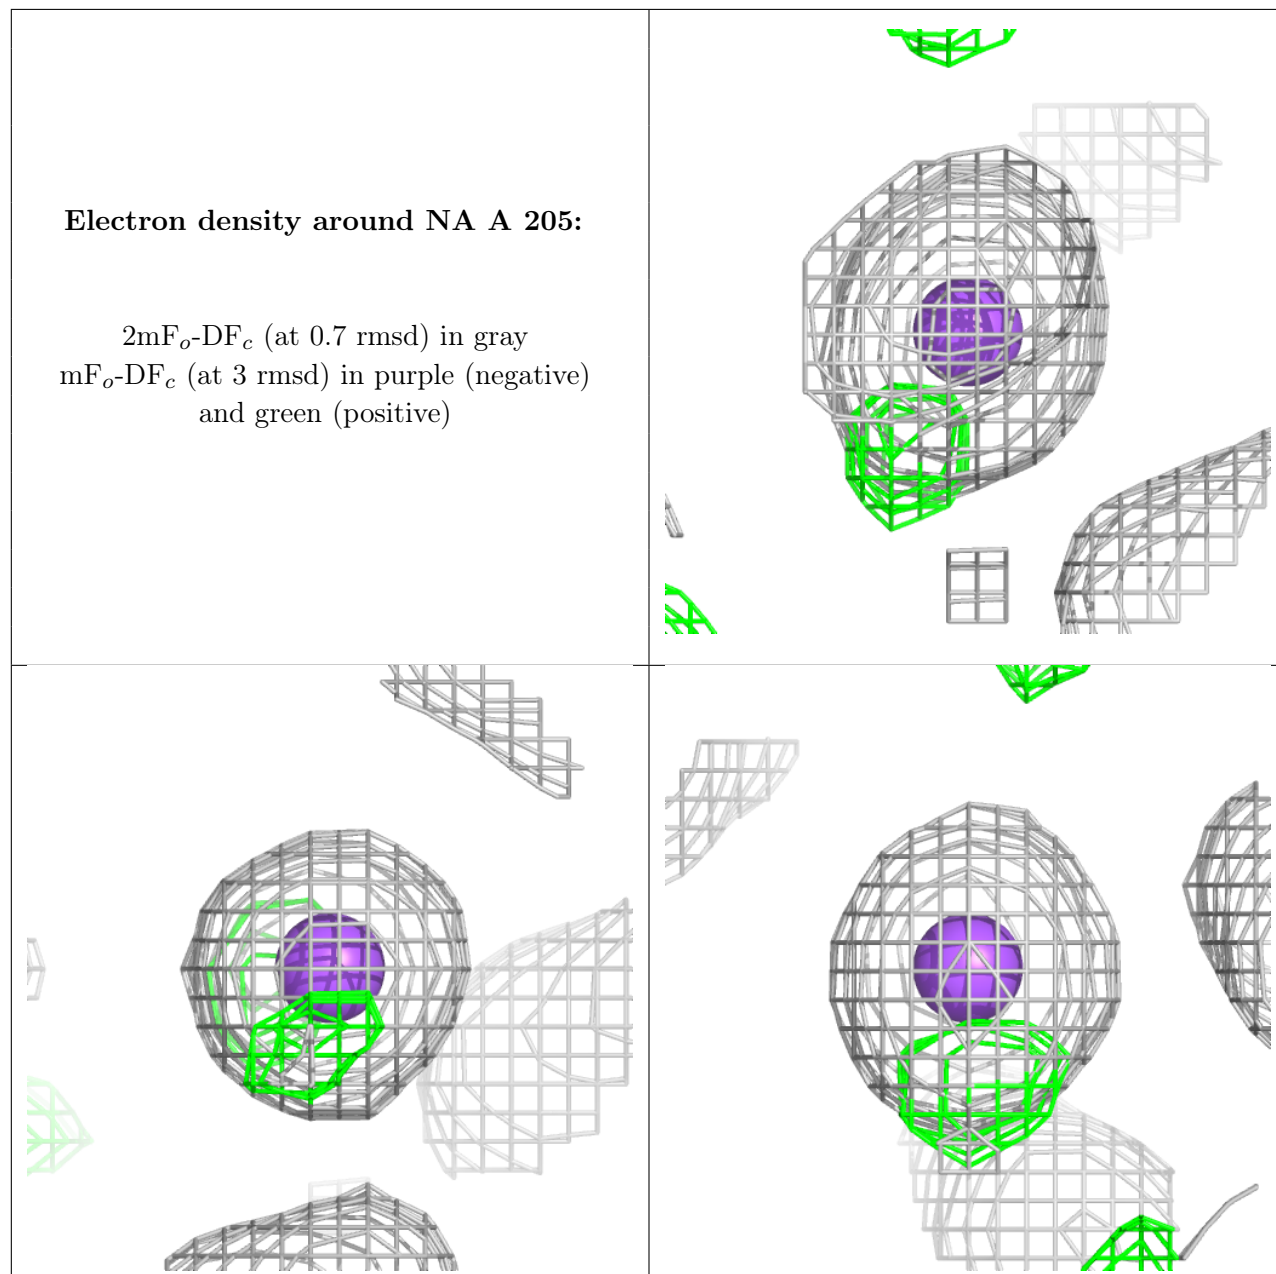 Electron density around NA A 205:
2mFo-DFc (at 0.7 rmsd) in gray
mFo-DFc (at 3 rmsd) in purple (negative)
and green (positive)